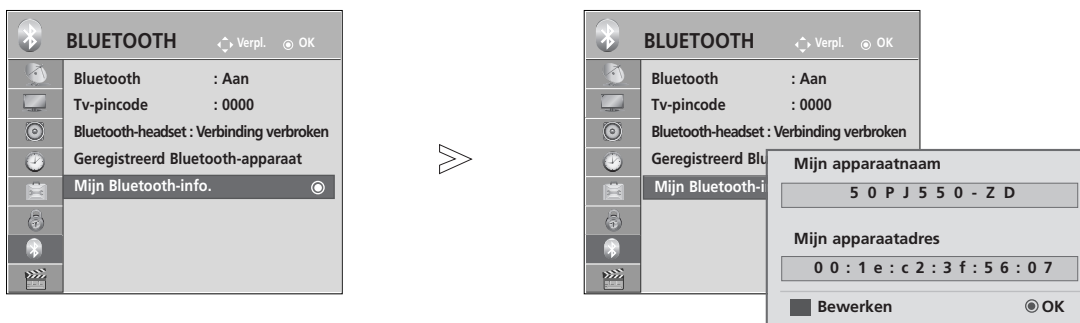 BLUETOOTH Verpl. OK
Bluetooth : Aan
Tv-pincode : 0000
Bluetooth-headset : Verbinding verbroken
Geregistreerd Bluetooth-apparaat
Mijn Bluetooth-info.
BLUETOOTH Verpl. OK
Bluetooth : Aan
Tv-pincode : 0000
Bluetooth-headset : Verbinding verbroken
Geregistreerd Blu
Mijn Bluetooth-i
Mijn apparaatnaam
50PJ550-ZD
Mijn apparaatadres
00:1e:c2:3f:56:07
Bewerken OK